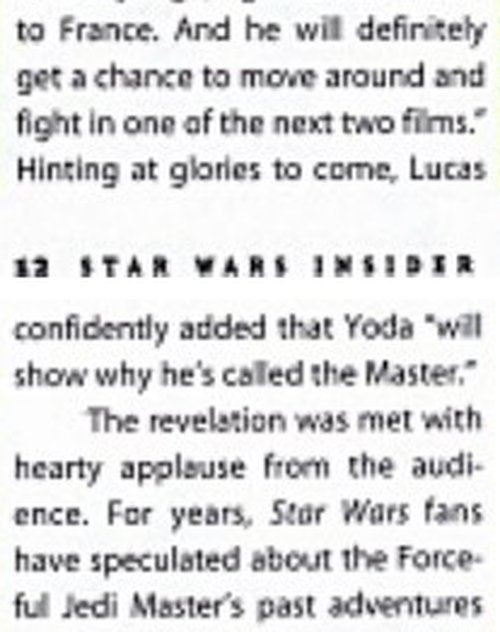 to France. And he will definitely
get a chance to move around and
fight in one of the next two films."
Hinting at glories to come, Lucas
12 STAR WARS INSIDER
confidently added that Yoda "will
show why he's called the Master."
The revelation was met with
hearty applause from the audi-
ence. For years, Star Wars fans
have speculated about the Force-
ful Jedi Master's past adventures